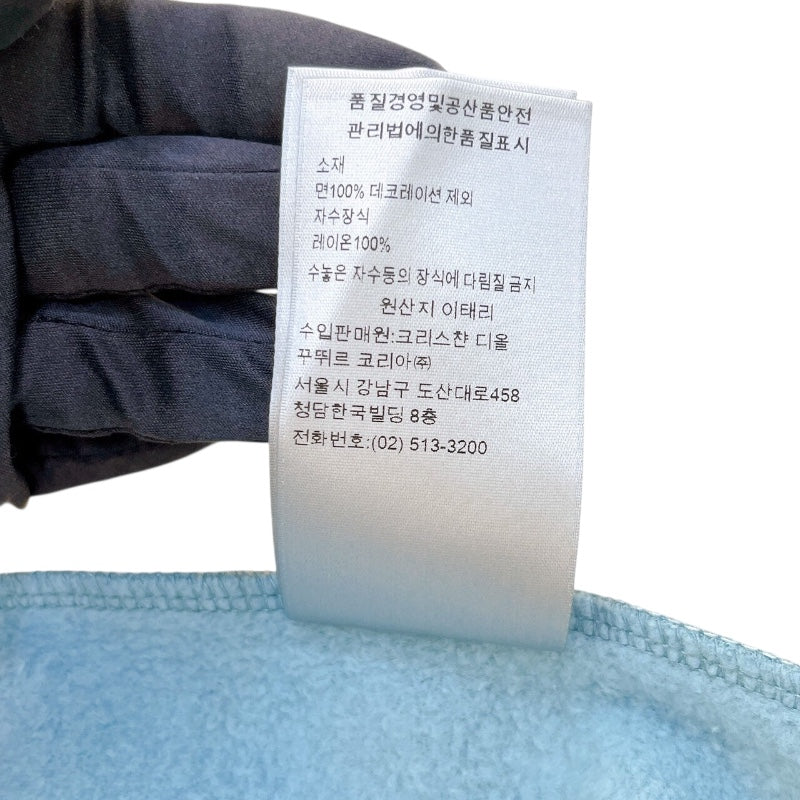 품질경영및공산품안전
관리법에의한품질표시
소재
면100% 데코레이션 제외
자수장식
레이온100%
수놓은 자수등의 장식에 다림질 금지
원산지 이태리
수입판매원:크리스챤 디올
꾸뛰르 코리아㈜
서울시 강남구 도산대로458
청담한국빌딩 8층
전화번호:(02) 513-3200